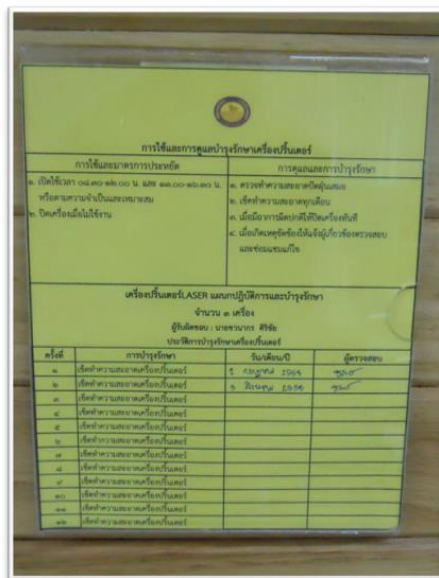 การใช้และการดูแลบำรุงรักษาเครื่องปริ้นเตอร์
การใช้และมาตรการประหยัด
๑. เปิดใช้เวลา ๐๘.๓๐-๑๒.๐๐ น. และ ๑๓.๐๐-๑๖.๓๐ น.
หรือตามความจำเป็นและเหมาะสม
๒. ปิดเครื่องเมื่อไม่ใช้งาน
การดูแลและการบำรุงรักษา
๑. ตรวจทำความสะอาดปัดฝุ่นเสมอ
๒. เช็ดทำความสะอาดทุกเดือน
๓. เมื่อมีอาการผิดปกติให้ปิดเครื่องทันที
๔. เมื่อเกิดเหตุขัดข้องให้แจ้งผู้เกี่ยวข้องตรวจสอบ
และซ่อมแซมแก้ไข
เครื่องปริ้นเตอร์LASER แผนกปฏิบัติการและบำรุงรักษา
จำนวน ๑ เครื่อง
ผู้รับผิดชอบ : นายชวนากร ศิริชัย
ประวัติการบำรุงรักษาเครื่องปริ้นเตอร์
ครั้งที่ การบำรุงรักษา วัน/เดือน/ปี ผู้ตรวจสอบ
๑ เช็ดทำความสะอาดเครื่องปริ้นเตอร์
๒ เช็ดทำความสะอาดเครื่องปริ้นเตอร์
๓ เช็ดทำความสะอาดเครื่องปริ้นเตอร์
๔ เช็ดทำความสะอาดเครื่องปริ้นเตอร์
๕ เช็ดทำความสะอาดเครื่องปริ้นเตอร์
๖ เช็ดทำความสะอาดเครื่องปริ้นเตอร์
๗ เช็ดทำความสะอาดเครื่องปริ้นเตอร์
๘ เช็ดทำความสะอาดเครื่องปริ้นเตอร์
๙ เช็ดทำความสะอาดเครื่องปริ้นเตอร์
๑๐ เช็ดทำความสะอาดเครื่องปริ้นเตอร์
๑๑ เช็ดทำความสะอาดเครื่องปริ้นเตอร์
๑๒ เช็ดทำความสะอาดเครื่องปริ้นเตอร์